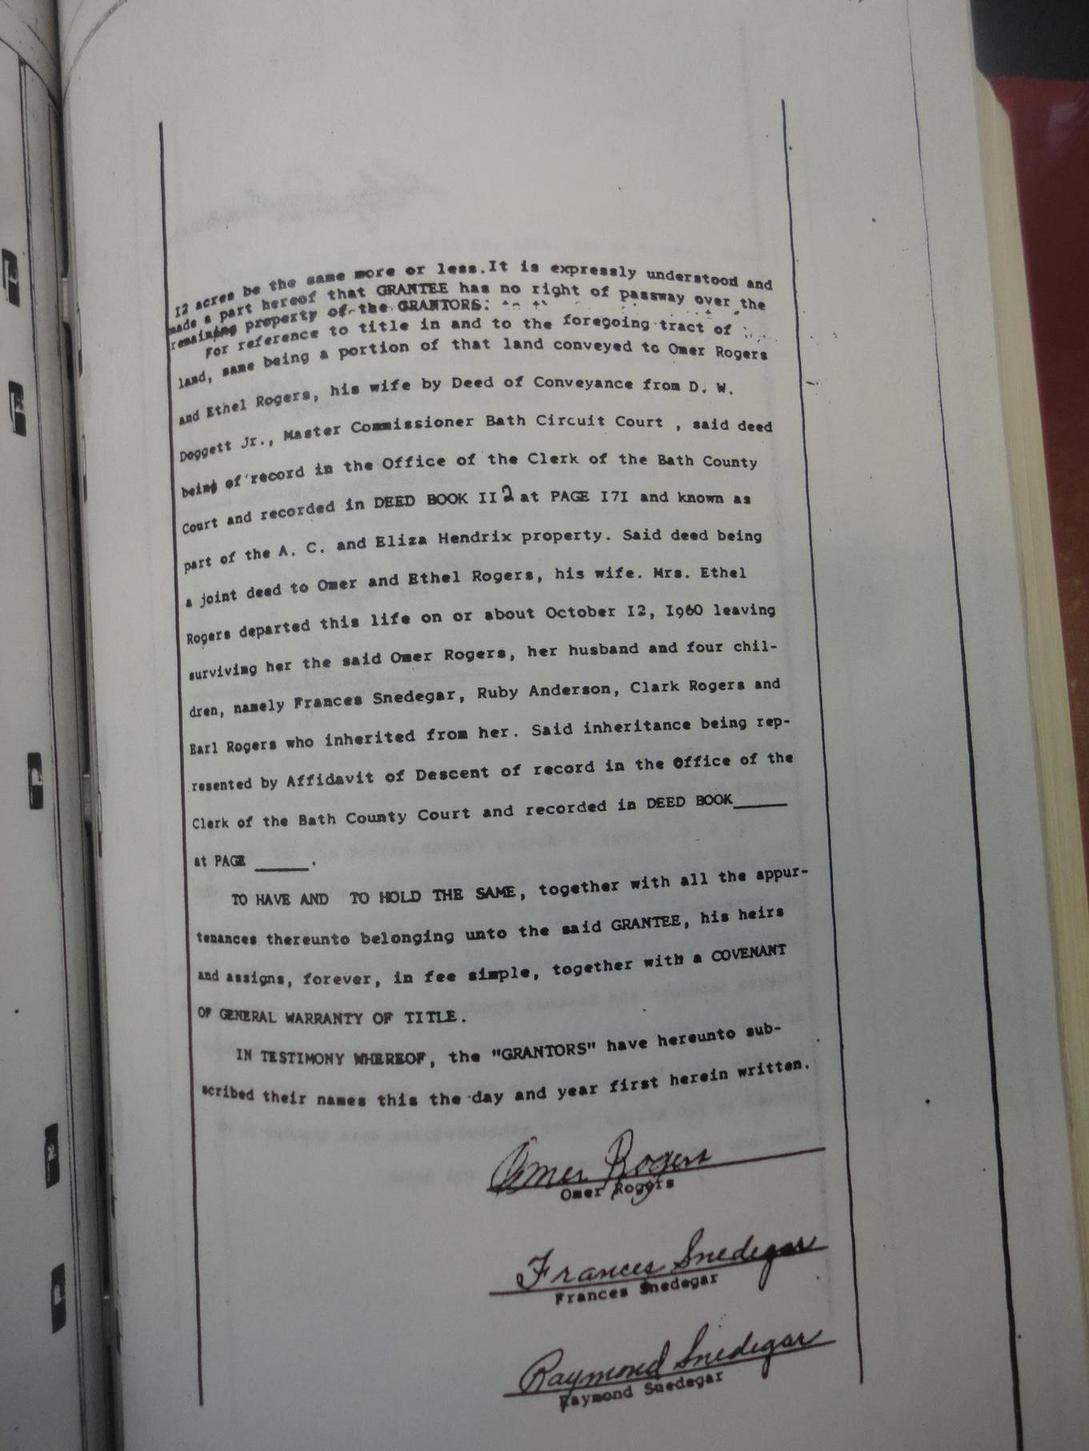 12 acres be the same more or less.It is expressly understood and
made a part hereof that GRANTEE has no right of passway over the
remaining property of the GRANTORS.
For reference to title in and to the foregoing tract of
land, same being a portion of that land conveyed to Omer Rogers
and Ethel Rogers, his wife by Deed of Conveyance from D. W.
Doggett Jr., Master Commissioner Bath Circuit Court , said deed
being of record in the Office of the Clerk of the Bath County
Court and recorded in DEED BOOK II2 at PAGE I7I and known as
part of the A. C. and Eliza Hendrix property. Said deed being
a joint deed to Omer and Ethel Rogers, his wife. Mrs. Ethel
Rogers departed this life on or about October I2, I960 leaving
surviving her the said Omer Rogers, her husband and four chil-
dren, namely Frances Snedegar, Ruby Anderson, Clark Rogers and
Earl Rogers who inherited from her. Said inheritance being rep-
resented by Affidavit of Descent of record in the Office of the
Clerk of the Bath County Court and recorded in DEED BOOK_____
at PAGE _____.
TO HAVE AND TO HOLD THE SAME, together with all the appur-
tenances thereunto belonging unto the said GRANTEE, his heirs
and assigns, forever, in fee simple, together with a COVENANT
OF GENERAL WARRANTY OF TITLE.
IN TESTIMONY WHEREOF, the "GRANTORS" have hereunto sub-
scribed their names this the day and year first herein written.
Omer Rogers
Omer Rogers
Frances Snedegar
Frances Snedegar
Raymond Snedegar
Raymond Snedegar